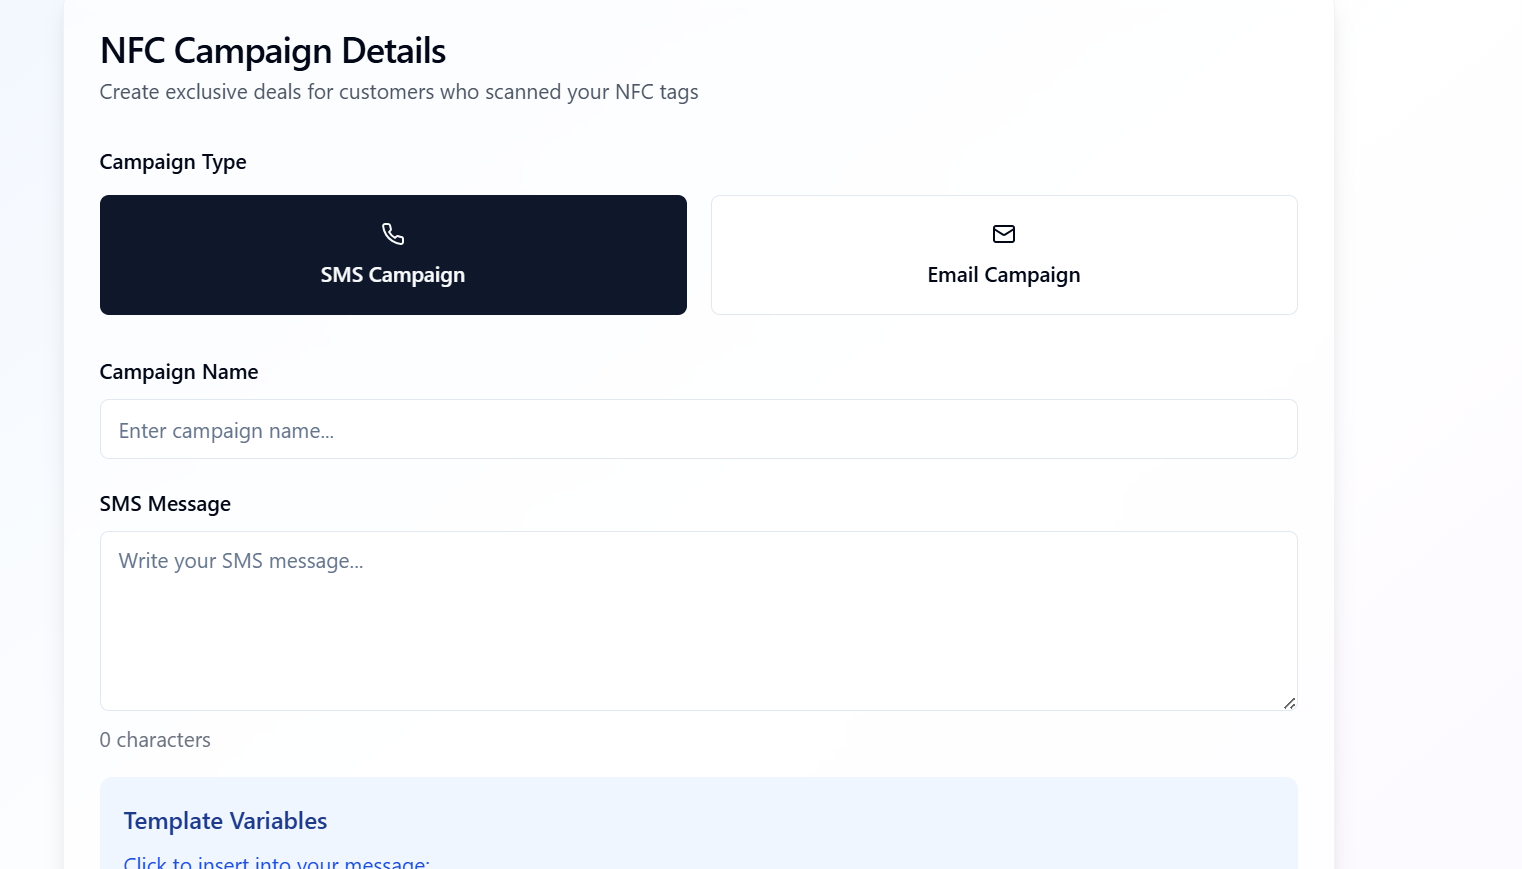 NFC Campaign Details
Create exclusive deals for customers who scanned your NFC tags
Campaign Type
SMS Campaign
Email Campaign
Campaign Name
Enter campaign name...
SMS Message
Write your SMS message...
0 characters
Template Variables
Click to insert into your message: